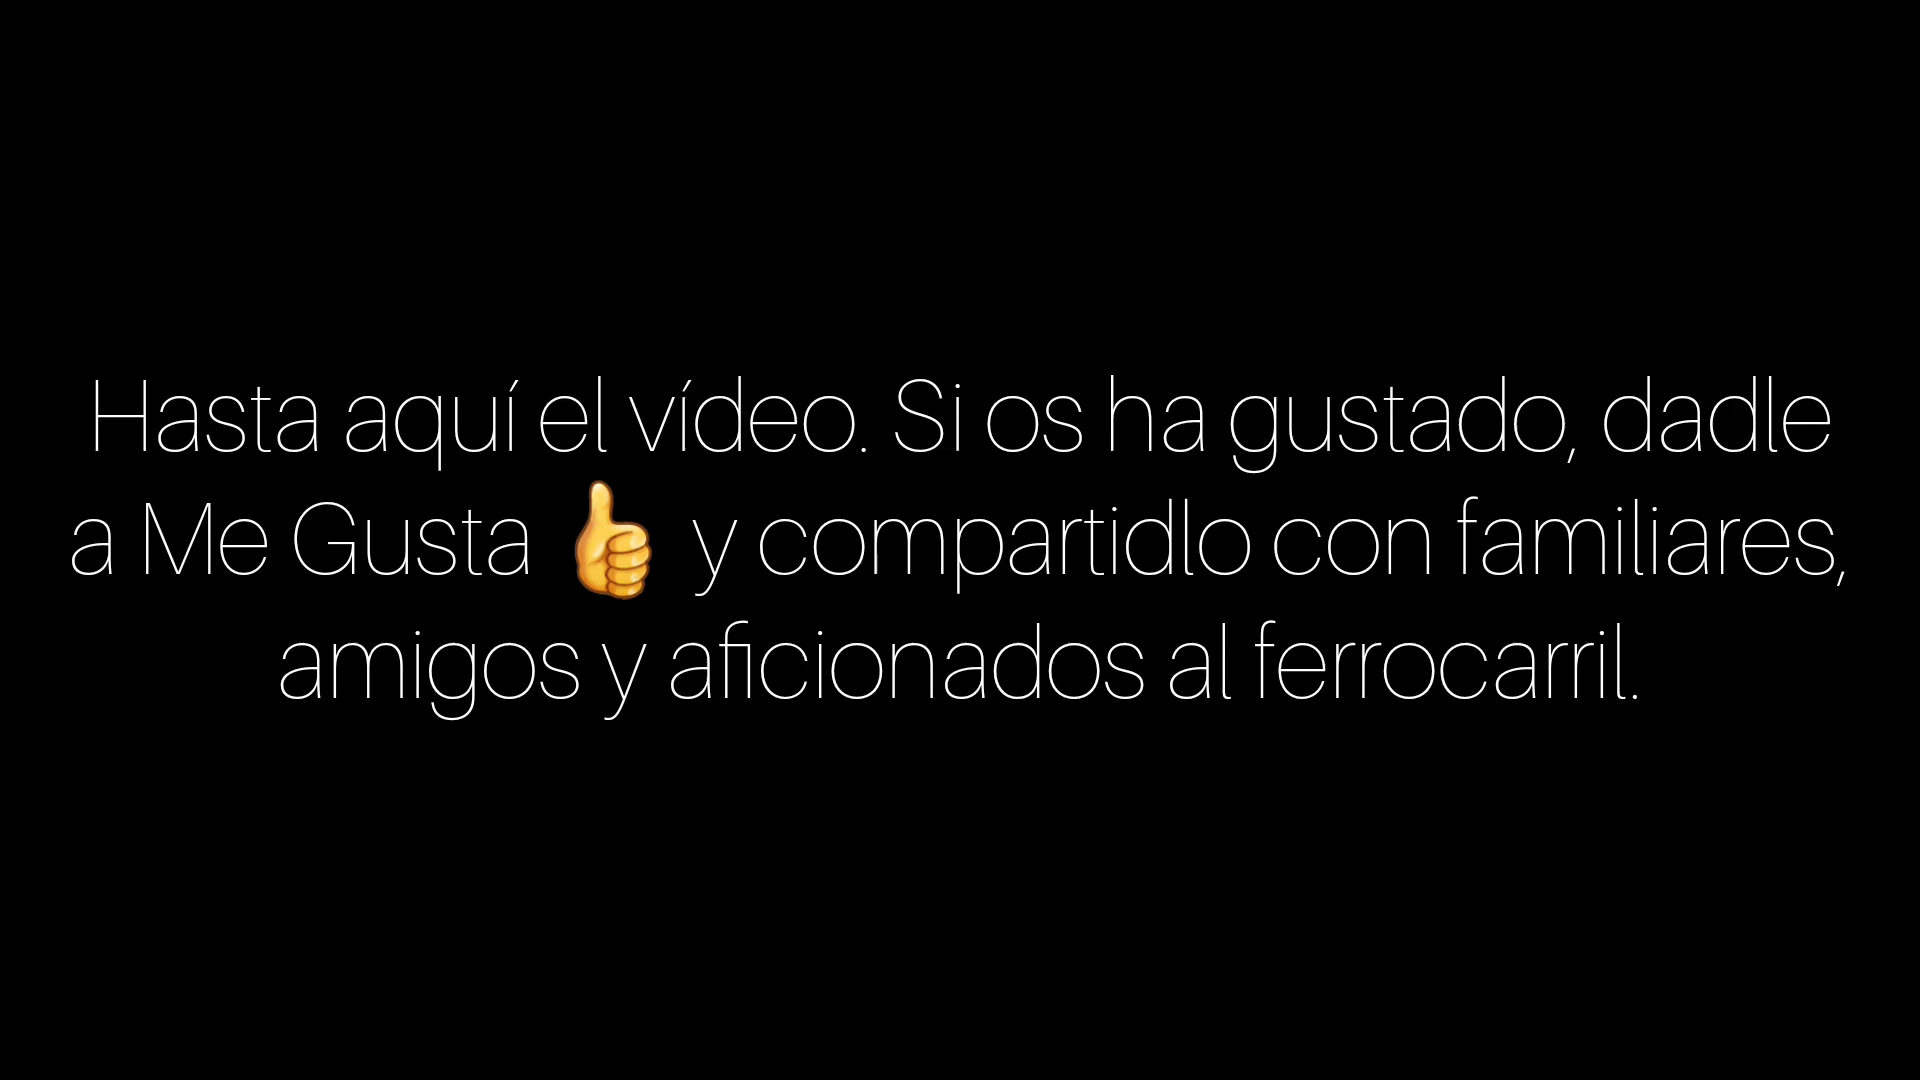 Hasta aquí el vídeo. Si os ha gustado, dadle
a Me Gusta 👍 y compartidlo con familiares,
amigos y aficionados al ferrocarril.